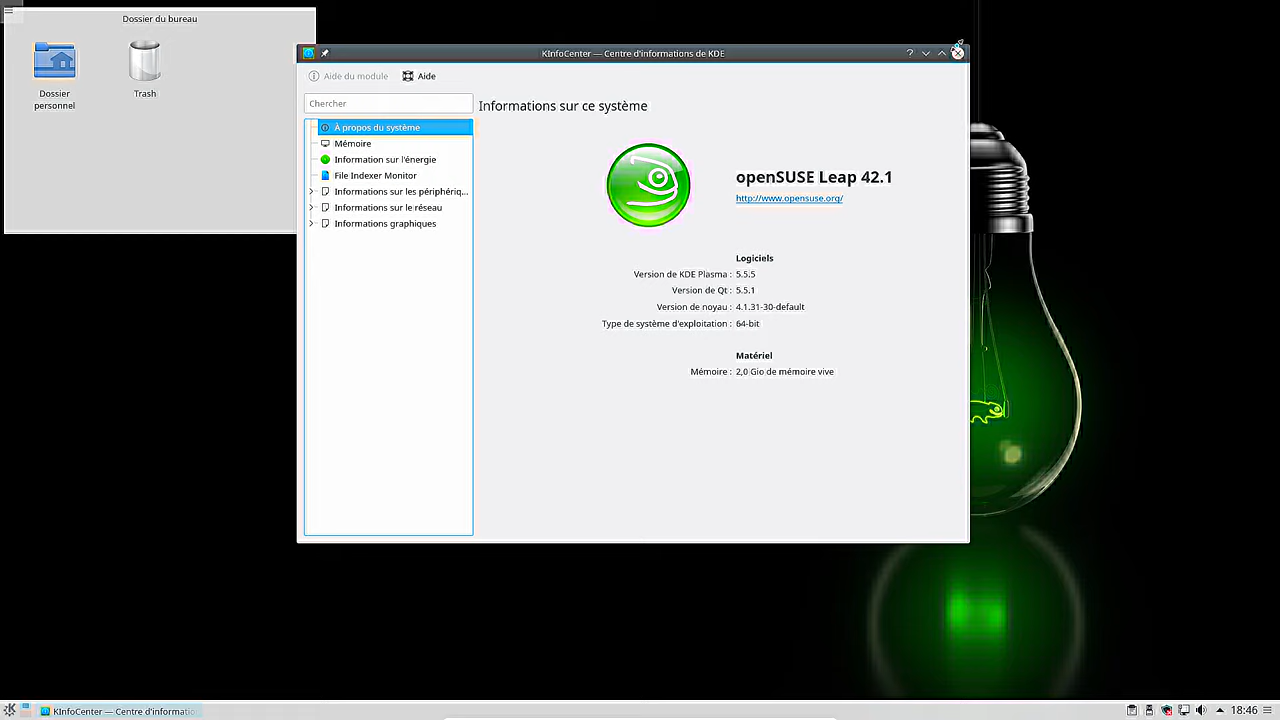 Dossier du bureau
Dossier
personnel
Trash
KInfoCenter — Centre d'informations de KDE
?
Aide du module
Aide
Chercher
À propos du système
Mémoire
Information sur l'énergie
File Indexer Monitor
Informations sur les périphériq...
Informations sur le réseau
Informations graphiques
Informations sur ce système
openSUSE Leap 42.1
http://www.opensuse.org/
Logiciels
Version de KDE Plasma : 5.5.5
Version de Qt : 5.5.1
Version de noyau : 4.1.31-30-default
Type de système d'exploitation : 64-bit
Matériel
Mémoire : 2,0 Gio de mémoire vive
KInfoCenter — Centre d'informatio
18:46